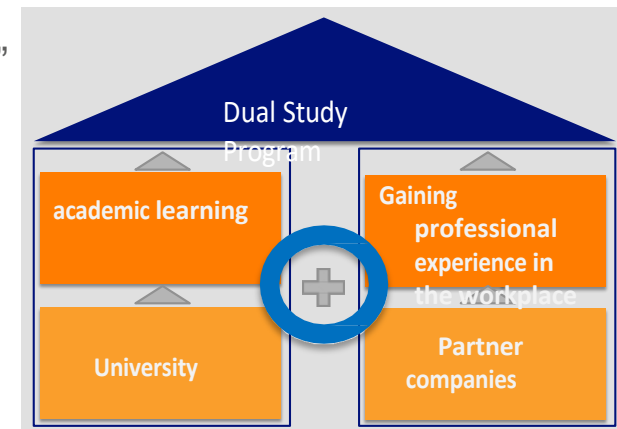 ”
Dual Study
Program
academic learning
Gaining
professional
experience in
the workplace
University
Partner
companies